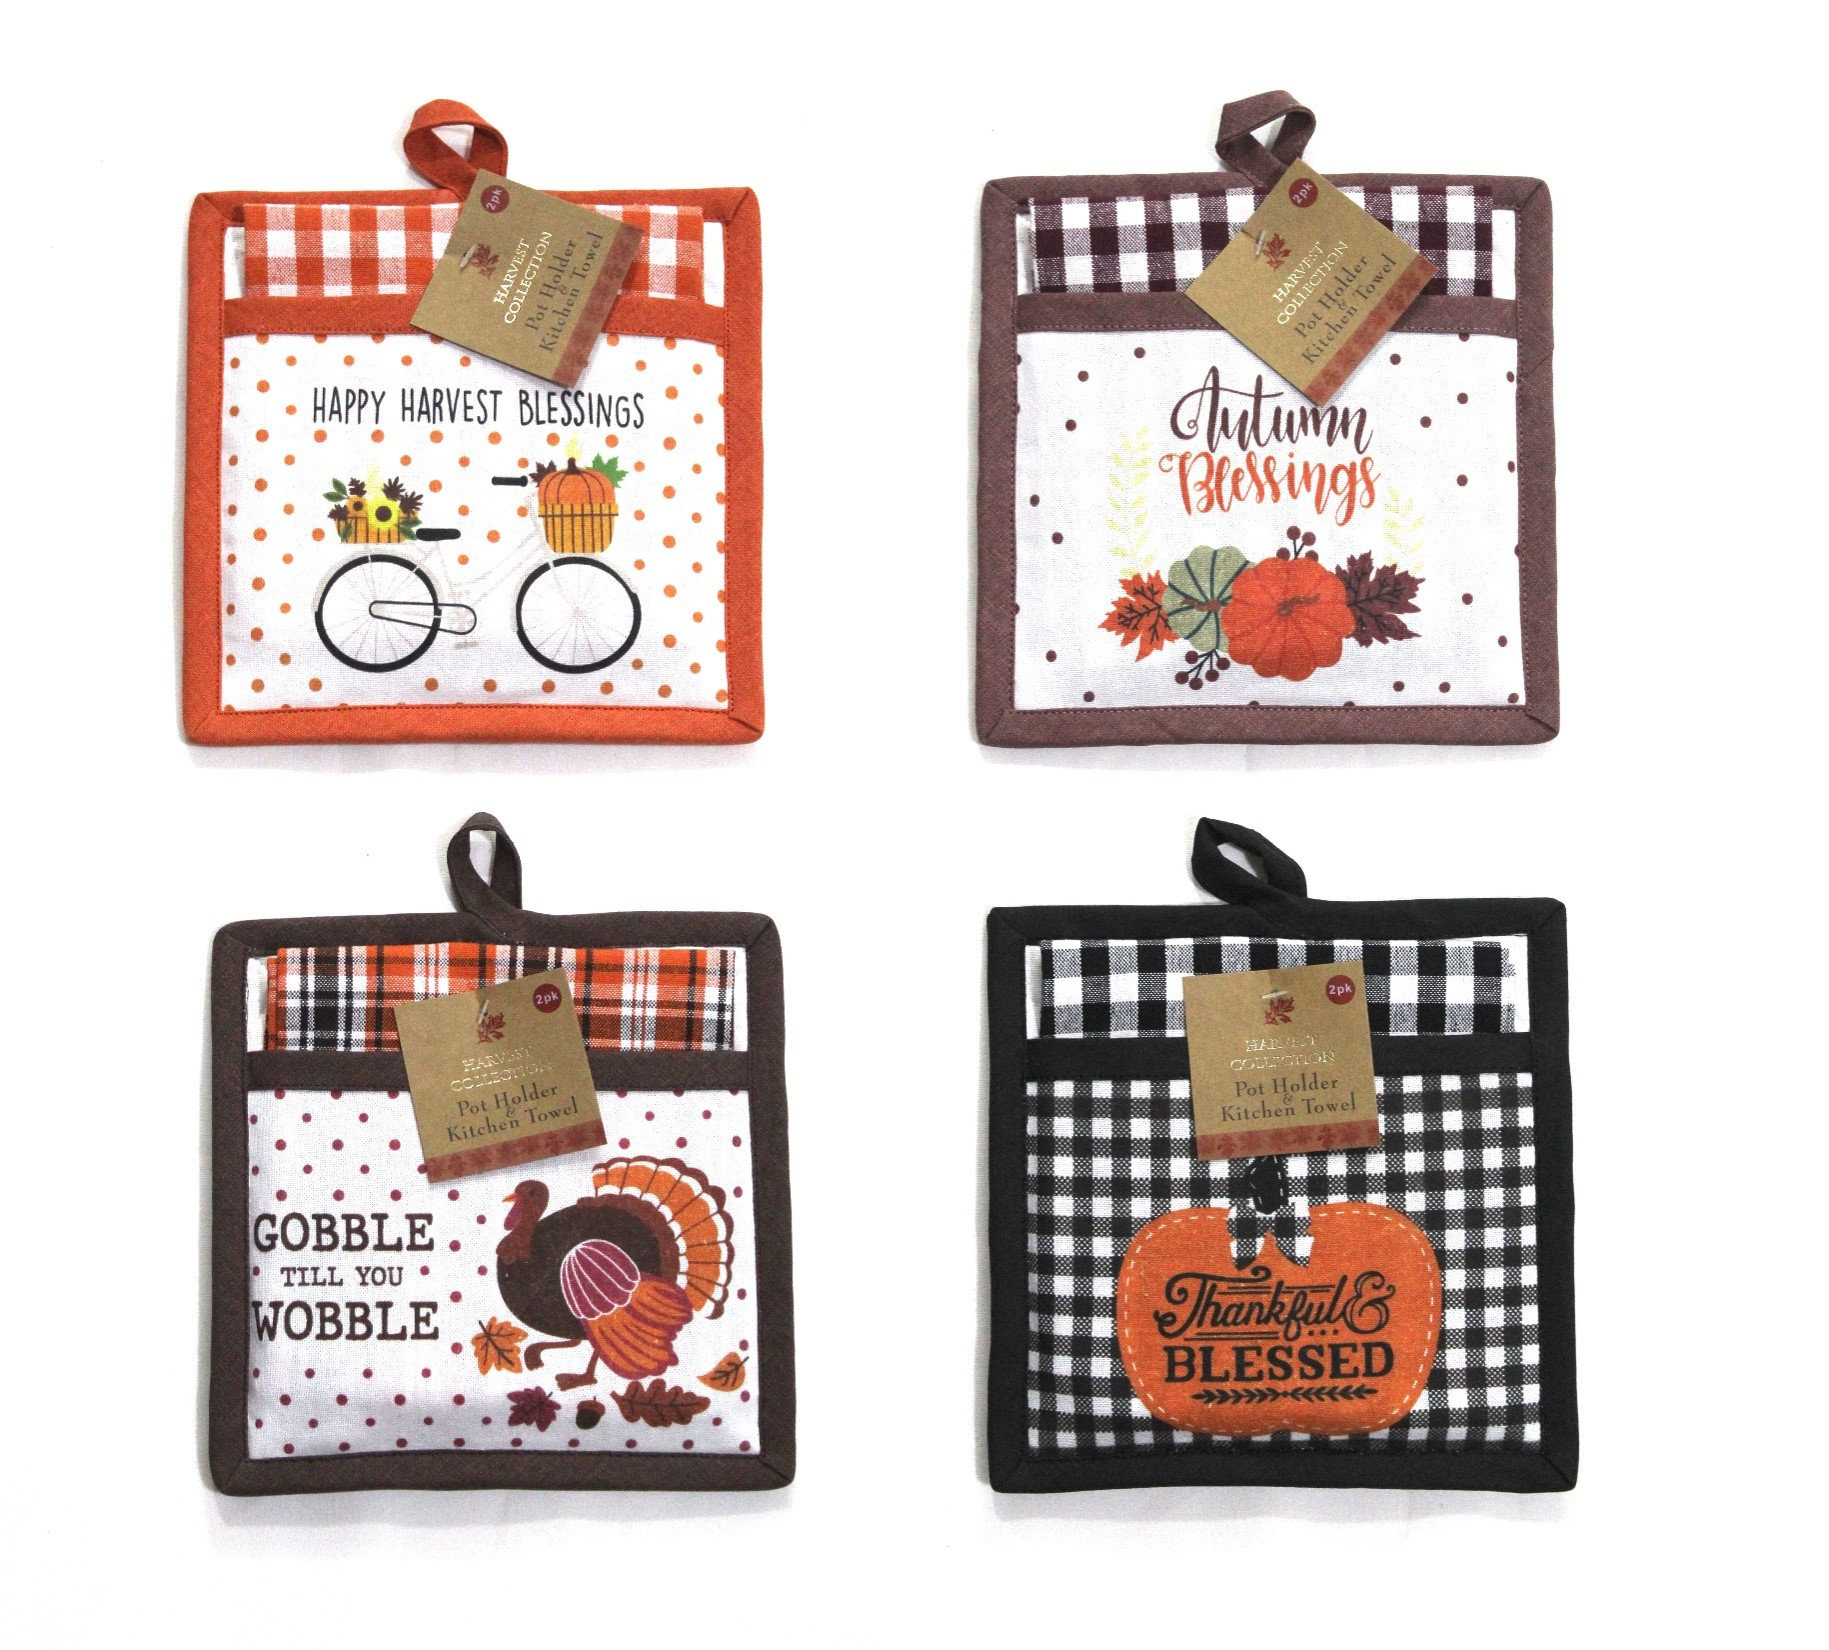 2pk
HARVEST
COLLECTION
Pot Holder
&
Kitchen Towel
HAPPY HARVEST BLESSINGS
2pk
HARVEST
COLLECTION
Pot Holder
&
Kitchen Towel
Autumn
Blessings
2pk
HARVEST
COLLECTION
Pot Holder
&
Kitchen Towel
GOBBLE
TILL YOU
WOBBLE
2pk
HARVEST
COLLECTION
Pot Holder
&
Kitchen Towel
Thankful &
BLESSED